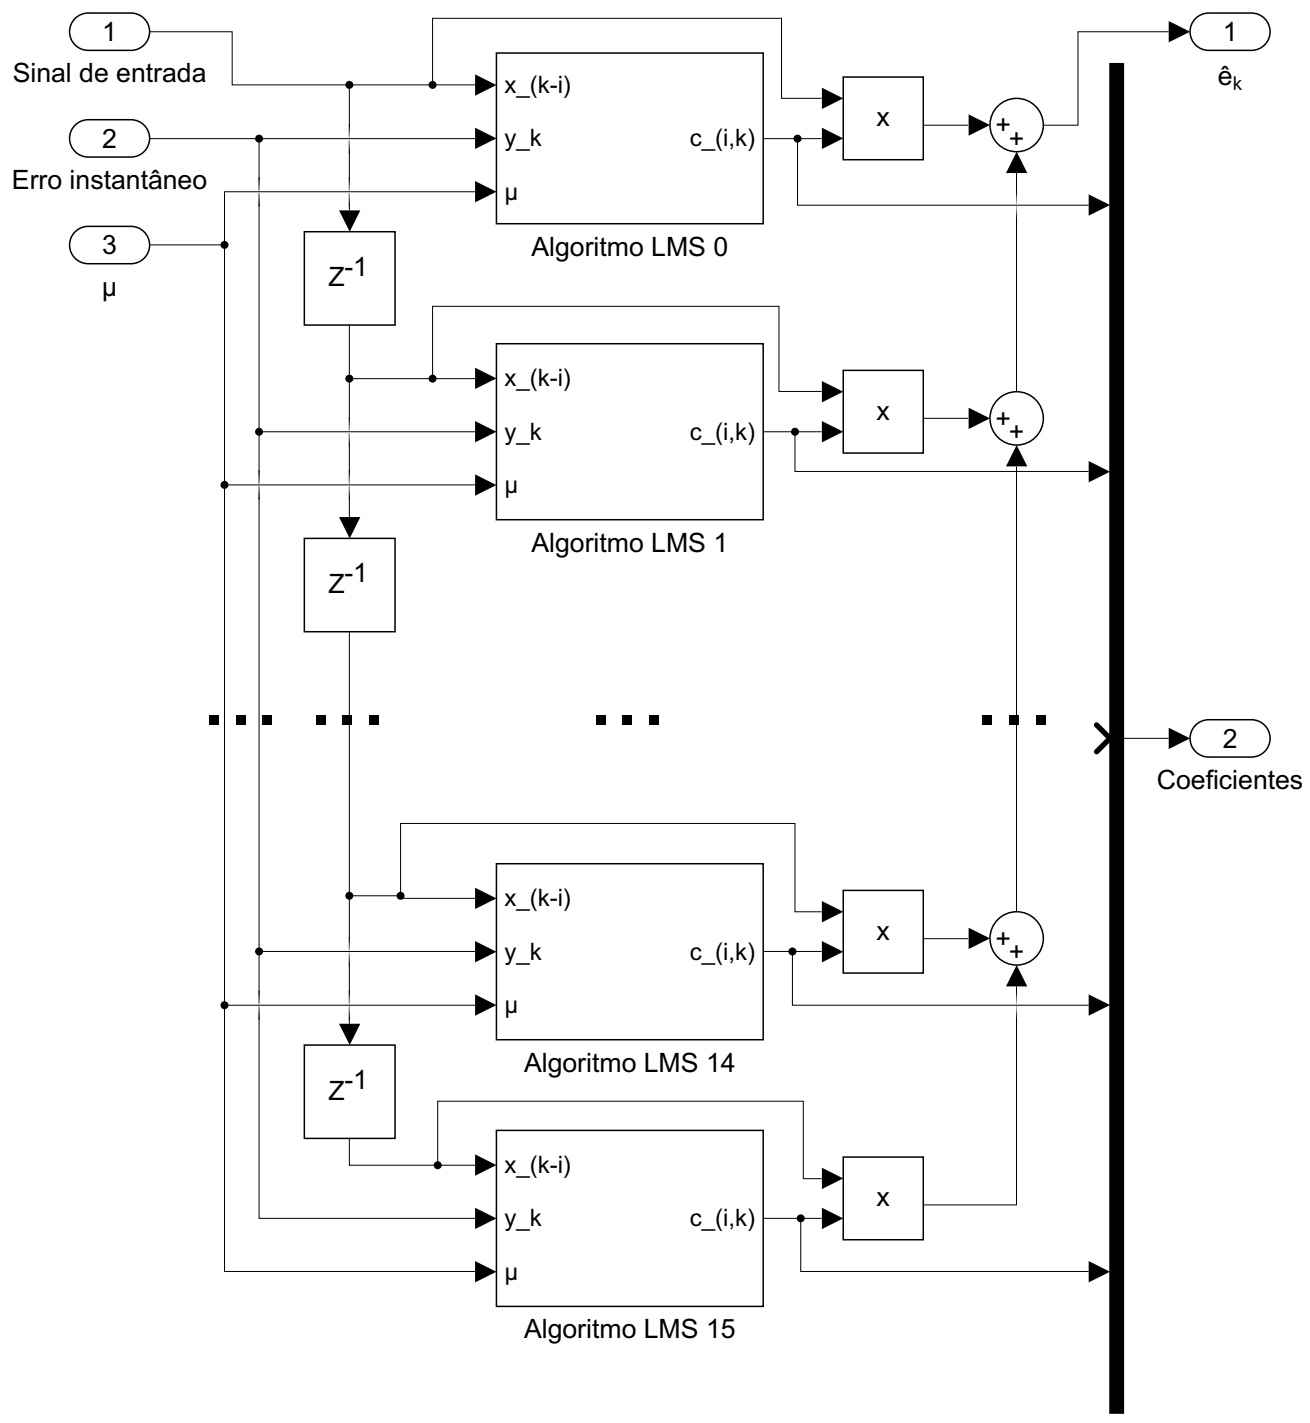 1
Sinal de entrada
2
Erro instantâneo
3
µ
x_(k-i)
y_k
µ
c_(i,k)
Algoritmo LMS 0
x
+
+
1
ê_k
Z^-1
x_(k-i)
y_k
µ
c_(i,k)
Algoritmo LMS 1
x
+
+
Z^-1
2
Coeficientes
x_(k-i)
y_k
µ
c_(i,k)
Algoritmo LMS 14
x
+
+
Z^-1
x_(k-i)
y_k
µ
c_(i,k)
Algoritmo LMS 15
x